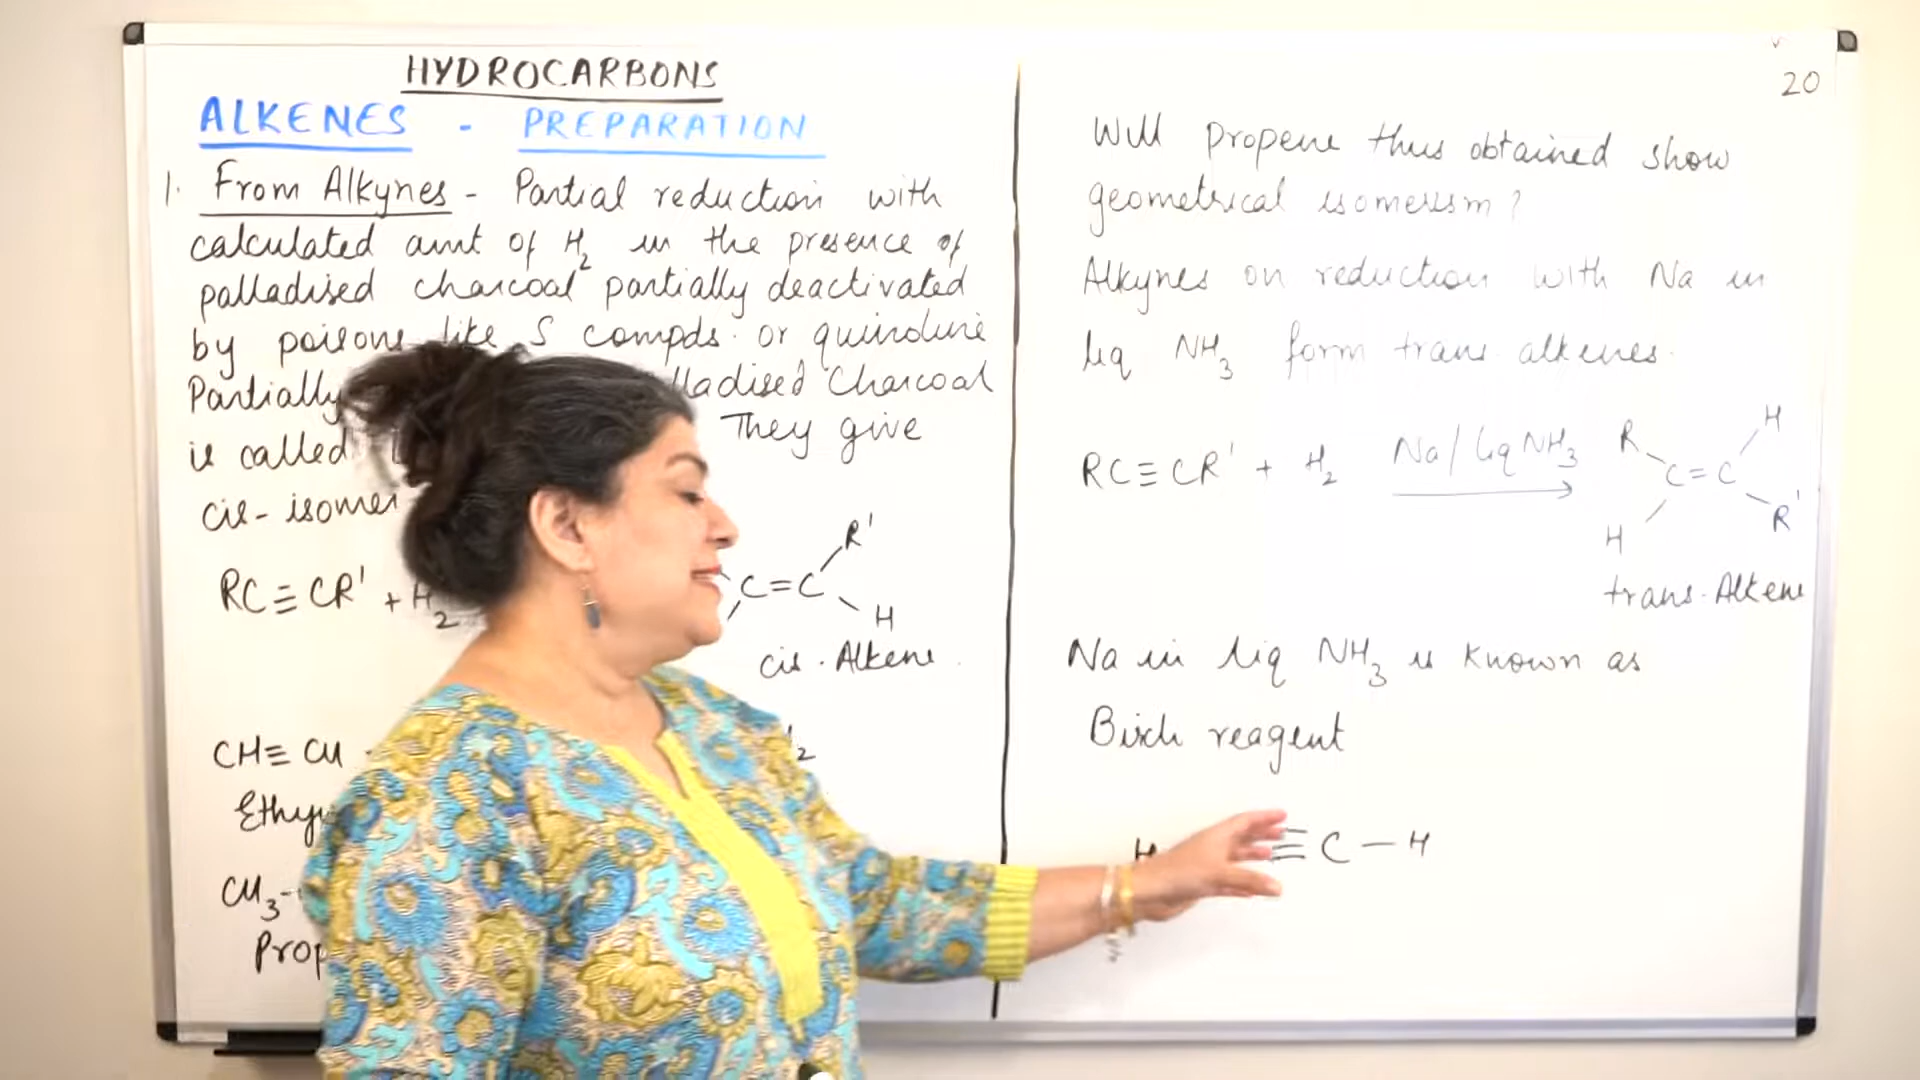 HYDROCARBONS
ALKENES - PREPARATION
1. From Alkynes - Partial reduction with
calculated amt of H2 in the presence of
palladised charcoal partially deactivated
by poisons like S compds. or quinoline
Partially lladised Charcoal
is called They give
cis-isomer
RC≡CR' + H2 C=C R' H
cis-Alkene.
CH≡CH 2
Ethy
CH3-
Prop
20
Will propene thus obtained show
geometrical isomerism?
Alkynes on reduction with Na in
liq NH3 form trans alkenes.
RC≡CR' + H2 Na/liq NH3 → R H C=C H R'
trans-Alkene
Na in liq NH3 is known as
Birch reagent
H ≡C-H